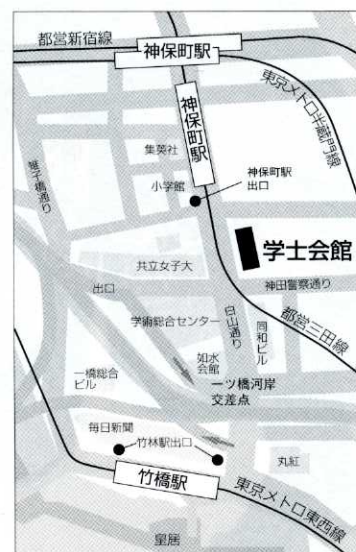 都営新宿線
神保町駅
神保町駅
東京メトロ半蔵門線
集英社
小学館
神保町駅
出口
雉子橋通り
学士会館
共立女子大
神田警察通り
出口
学術総合センター
白山通り
同和ビル
都営三田線
如水
会館
一橋総合
ビル
一ツ橋河岸
交差点
毎日新聞
竹林駅出口
丸紅
竹橋駅
東京メトロ東西線
皇居